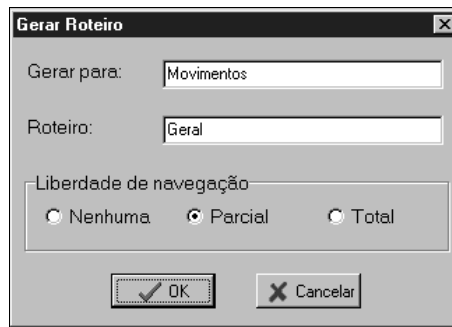 Gerar Roteiro
Gerar para: Movimentos
Roteiro: Geral
Liberdade de navegação
Nenhuma Parcial Total
OK Cancelar